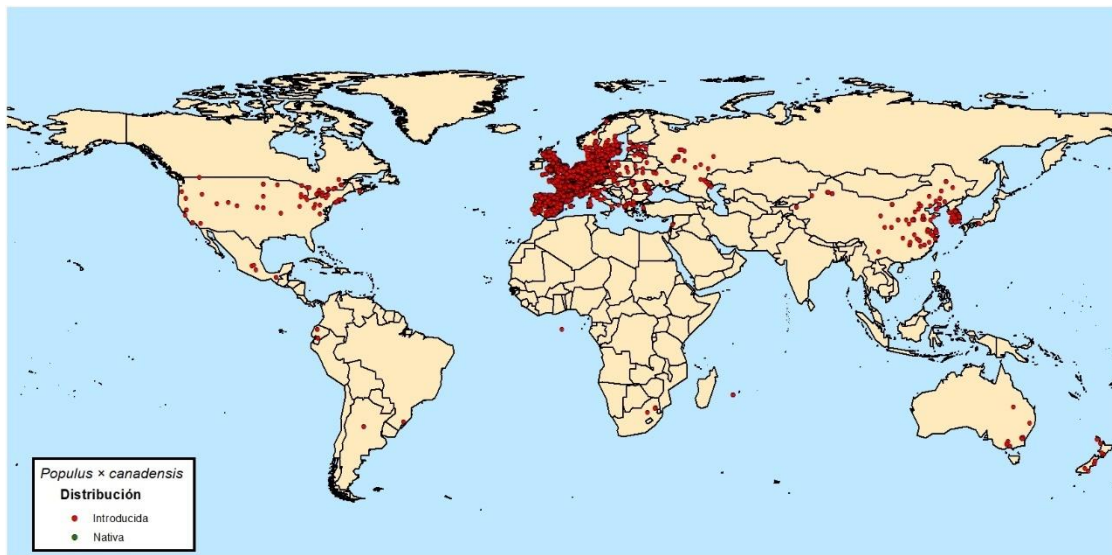 Populus × canadensis
Distribución
Introducida
Nativa